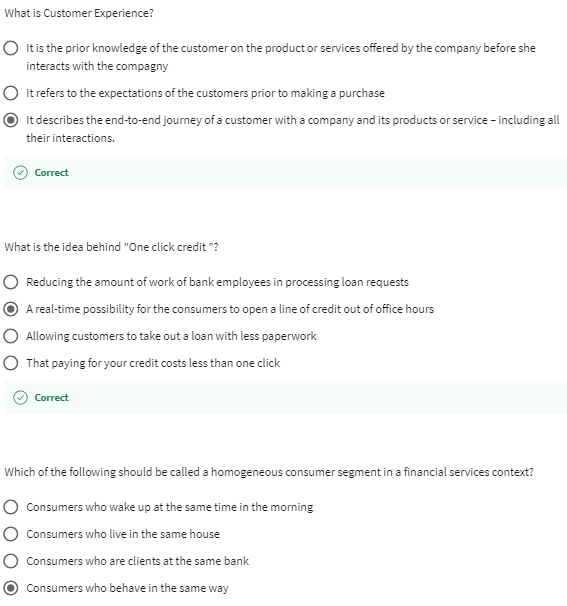 What is Customer Experience?
It is the prior knowledge of the customer on the product or services offered by the company before she
interacts with the compagny
It refers to the expectations of the customers prior to making a purchase
It describes the end-to-end journey of a customer with a company and its products or service – including all
their interactions.
Correct
What is the idea behind "One click credit "?
Reducing the amount of work of bank employees in processing loan requests
A real-time possibility for the consumers to open a line of credit out of office hours
Allowing customers to take out a loan with less paperwork
That paying for your credit costs less than one click
Correct
Which of the following should be called a homogeneous consumer segment in a financial services context?
Consumers who wake up at the same time in the morning
Consumers who live in the same house
Consumers who are clients at the same bank
Consumers who behave in the same way